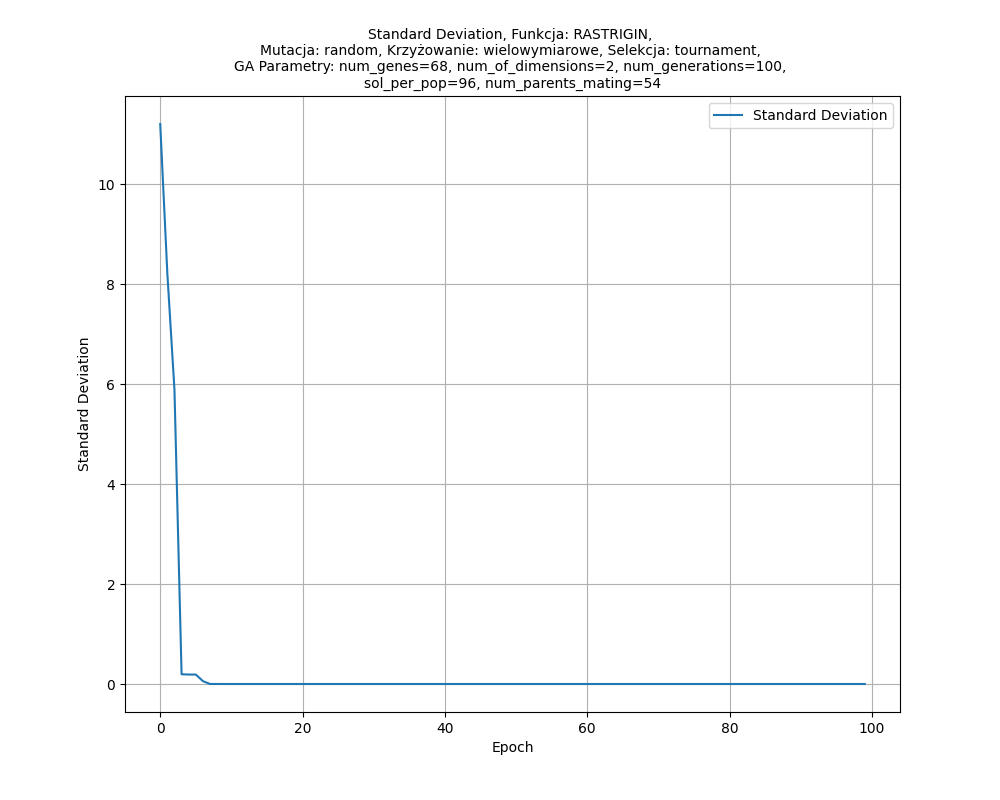 Standard Deviation, Funkcja: RASTRIGIN,
Mutacja: random, Krzyżowanie: wielowymiarowe, Selekcja: tournament,
GA Parametry: num_genes=68, num_of_dimensions=2, num_generations=100,
sol_per_pop=96, num_parents_mating=54
Standard Deviation
10
8
6
4
2
0
Standard Deviation
0 20 40 60 80 100
Epoch